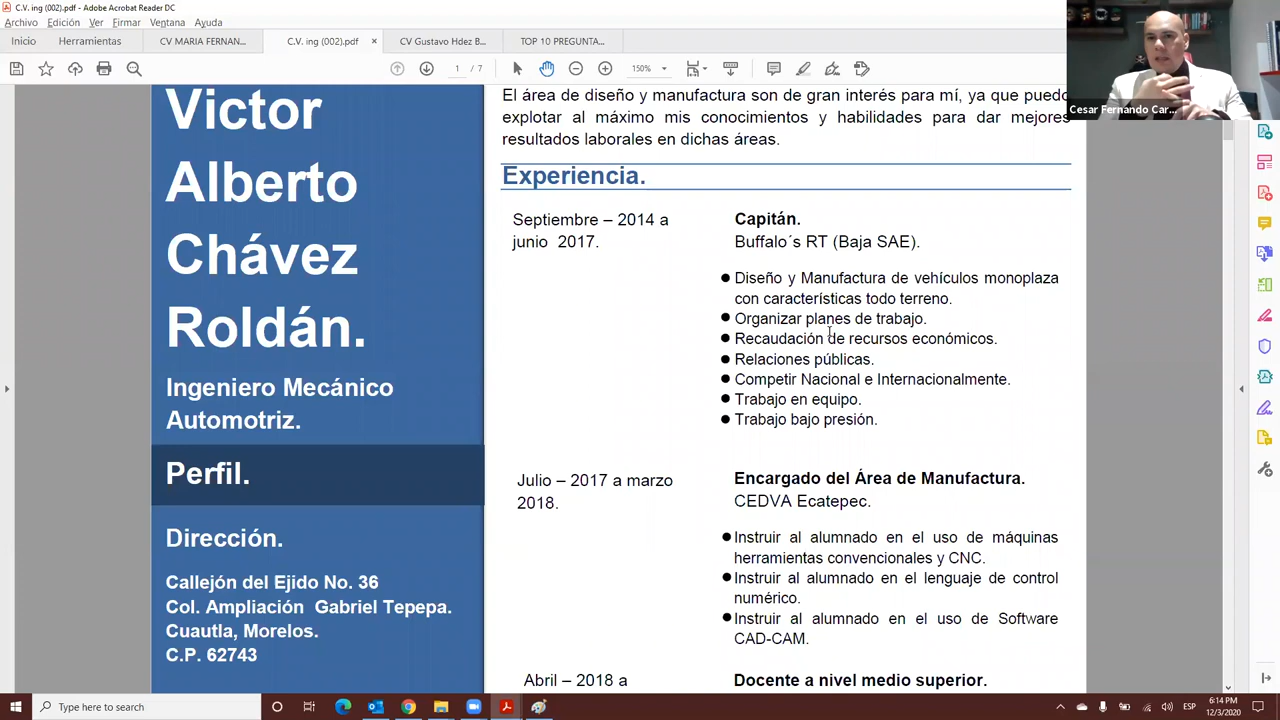 C.V. ing (002).pdf - Adobe Acrobat Reader DC
Archivo Edición Ver Firmar Ventana Ayuda
Inicio Herramientas CV MARIA FERNAN... C.V. ing (002).pdf × CV Gustavo Hdez B... TOP 10 PREGUNTA...
1 / 7 150%
Cesar Fernando Car...
Victor
Alberto
Chávez
Roldán.
Ingeniero Mecánico
Automotriz.
Perfil.
Dirección.
Callejón del Ejido No. 36
Col. Ampliación Gabriel Tepepa.
Cuautla, Morelos.
C.P. 62743
El área de diseño y manufactura son de gran interés para mí, ya que puedo
explotar al máximo mis conocimientos y habilidades para dar mejores
resultados laborales en dichas áreas.
Experiencia.
Septiembre – 2014 a
junio 2017.
Capitán.
Buffalo´s RT (Baja SAE).
● Diseño y Manufactura de vehículos monoplaza
con características todo terreno.
● Organizar planes de trabajo.
● Recaudación de recursos económicos.
● Relaciones públicas.
● Competir Nacional e Internacionalmente.
● Trabajo en equipo.
● Trabajo bajo presión.
Julio – 2017 a marzo
2018.
Encargado del Área de Manufactura.
CEDVA Ecatepec.
● Instruir al alumnado en el uso de máquinas
herramientas convencionales y CNC.
● Instruir al alumnado en el lenguaje de control
numérico.
● Instruir al alumnado en el uso de Software
CAD-CAM.
Abril – 2018 a
Docente a nivel medio superior.
Type here to search
ESP
6:14 PM
12/3/2020